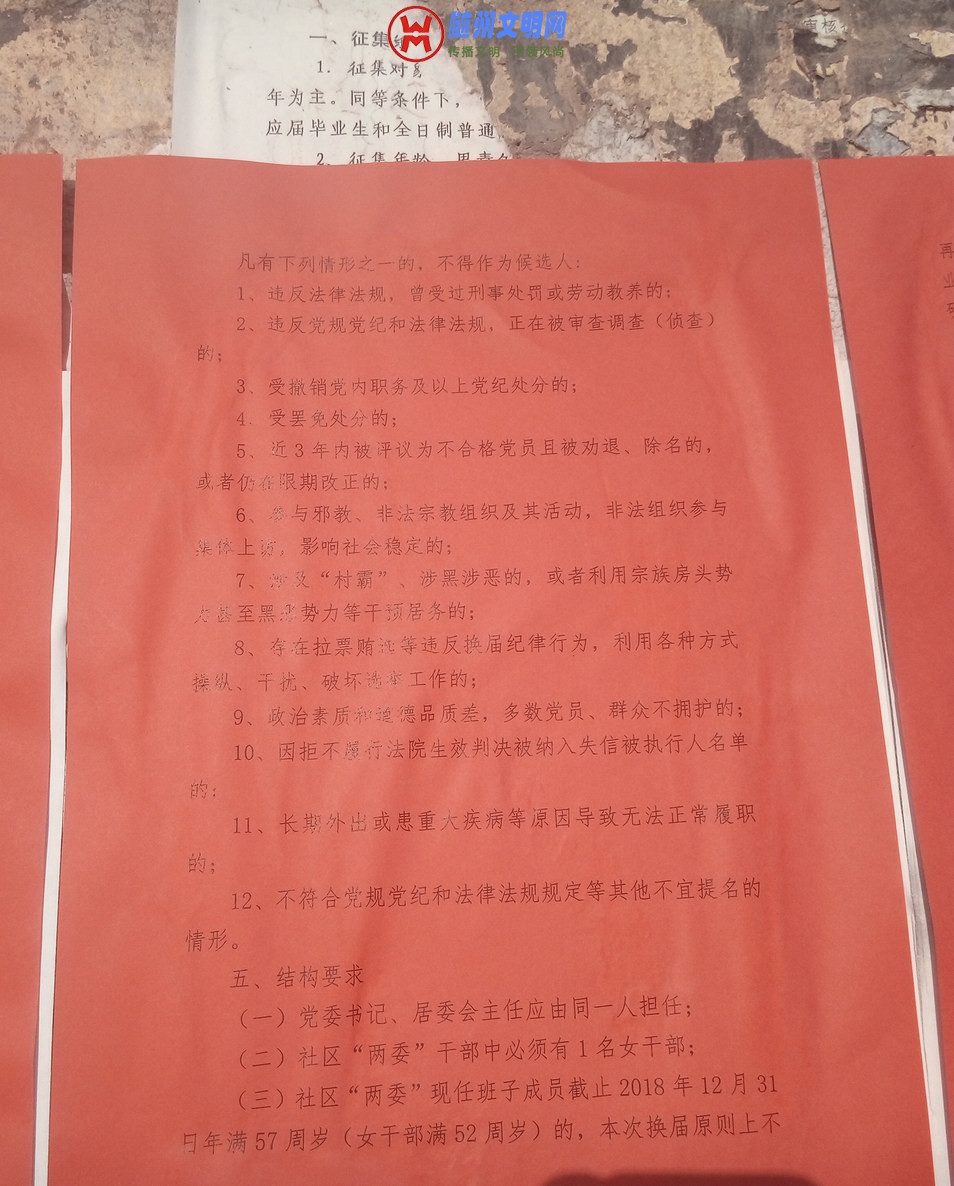 文明网
传播文明
审核
一、征集
1. 征集对
年为主。同等条件下，
应届毕业生和全日制普通
2. 征集年龄
凡有下列情形之一的，不得作为候选人：
1、违反法律法规，曾受过刑事处罚或劳动教养的；
2、违反党规党纪和法律法规，正在被审查调查（侦查）
的；
3、受撤销党内职务及以上党纪处分的；
4、受罢免处分的；
5、近3年内被评议为不合格党员且被劝退、除名的，
或者仍在限期改正的；
6、参与邪教、非法宗教组织及其活动，非法组织参与
集体上访，影响社会稳定的；
7、涉及“村霸”、涉黑涉恶的，或者利用宗族房头势
力甚至黑恶势力等干预居务的；
8、存在拉票贿选等违反换届纪律行为，利用各种方式
操纵、干扰、破坏选举工作的；
9、政治素质和道德品质差，多数党员、群众不拥护的；
10、因拒不履行法院生效判决被纳入失信被执行人名单
的；
11、长期外出或患重大疾病等原因导致无法正常履职
的；
12、不符合党规党纪和法律法规规定等其他不宜提名的
情形。
五、结构要求
（一）党委书记、居委会主任应由同一人担任；
（二）社区“两委”干部中必须有1名女干部；
（三）社区“两委”现任班子成员截止2018年12月31
日年满57周岁（女干部满52周岁）的，本次换届原则上不
再
业